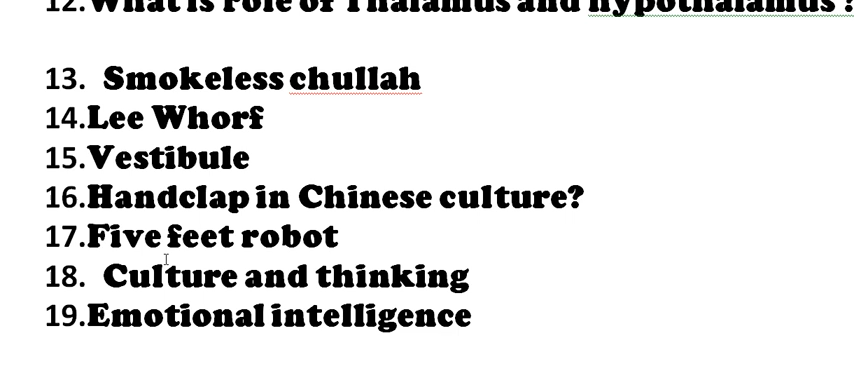 12.What is role of Thalamus and hypothalamus ?
13. Smokeless chullah
14.Lee Whorf
15.Vestibule
16.Handclap in Chinese culture?
17.Five feet robot
18. Culture and thinking
19.Emotional intelligence